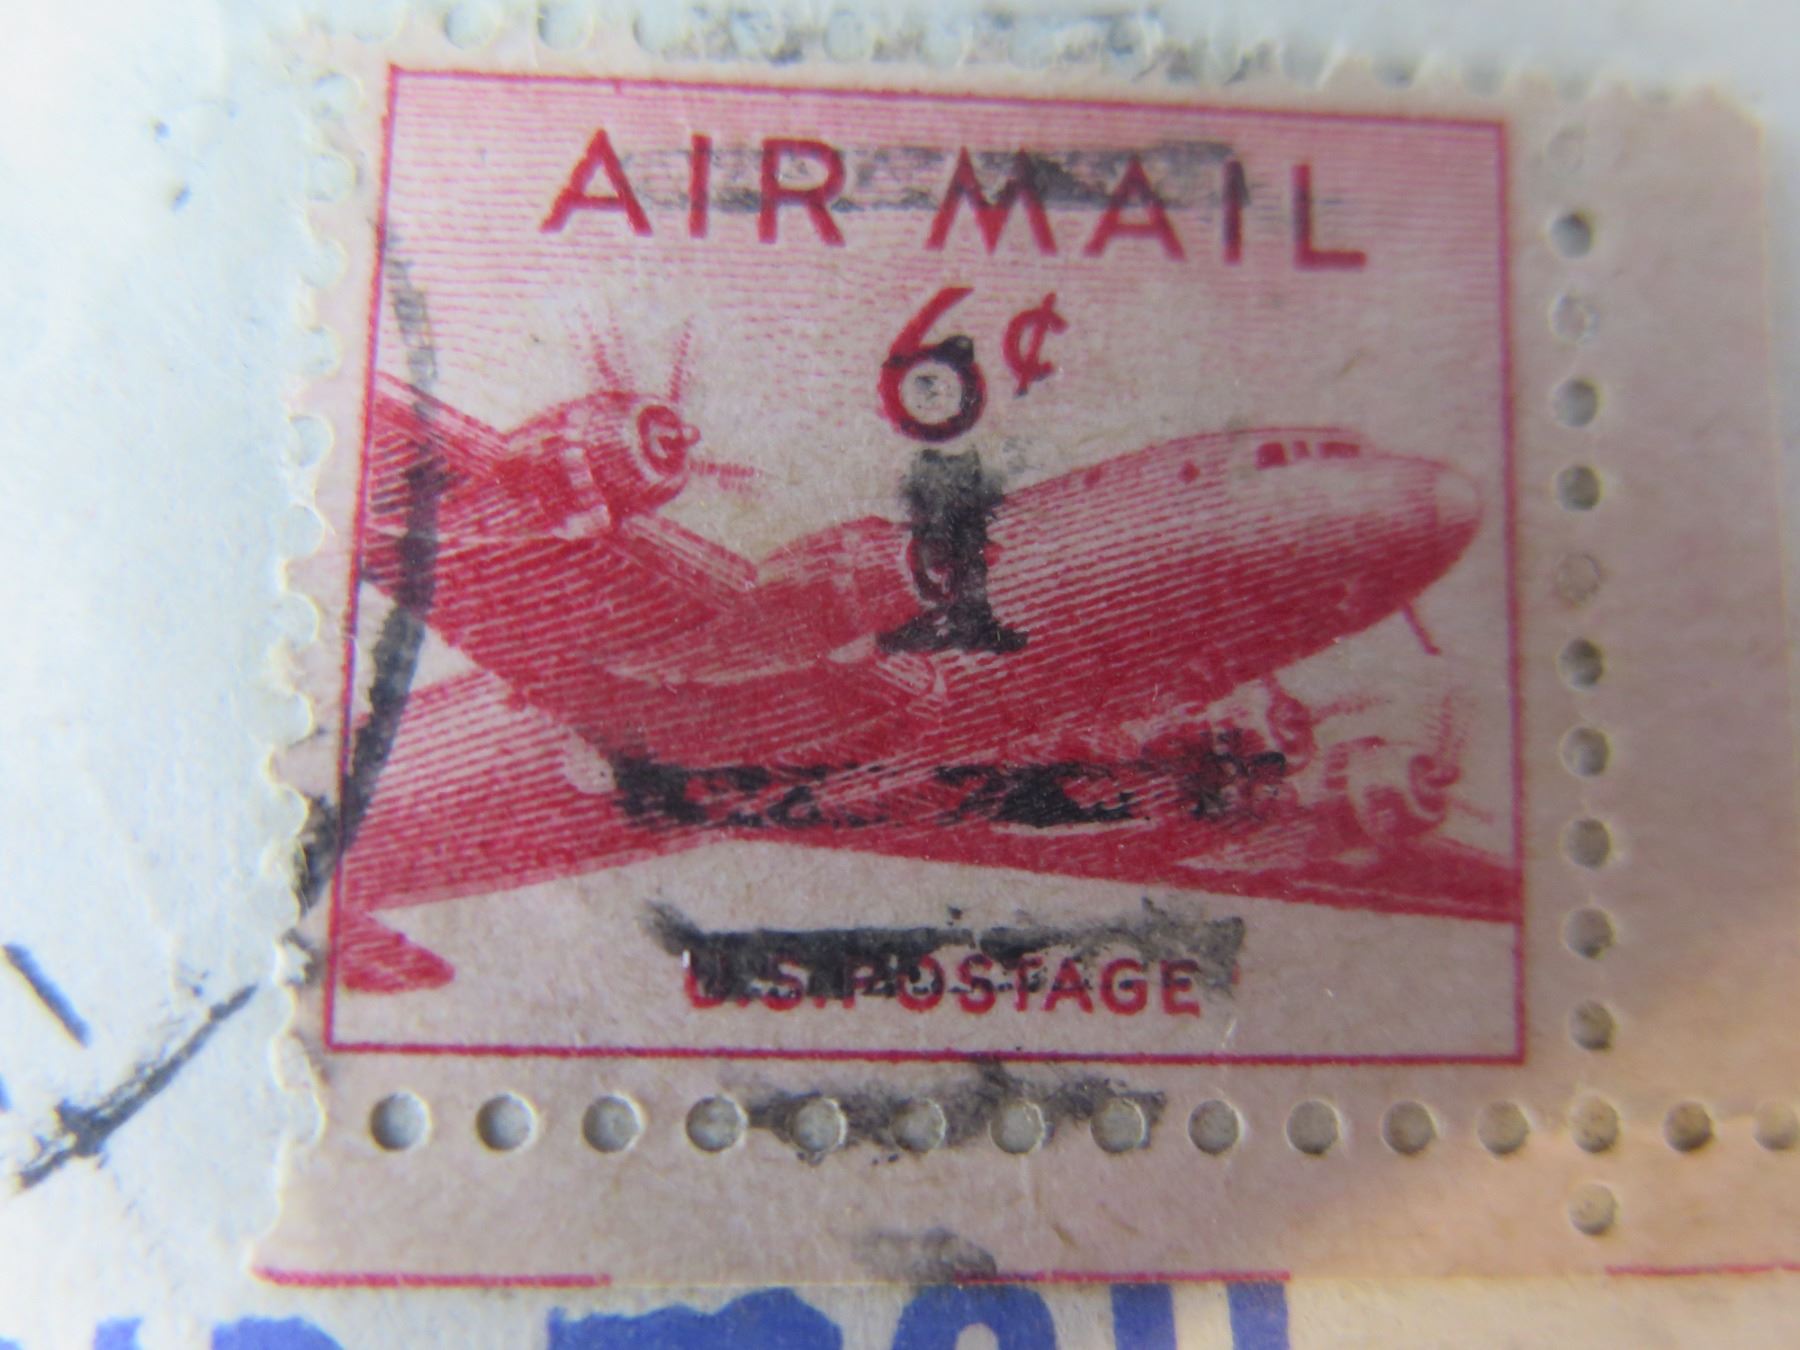 AIR MAIL
6¢
U.S. POSTAGE